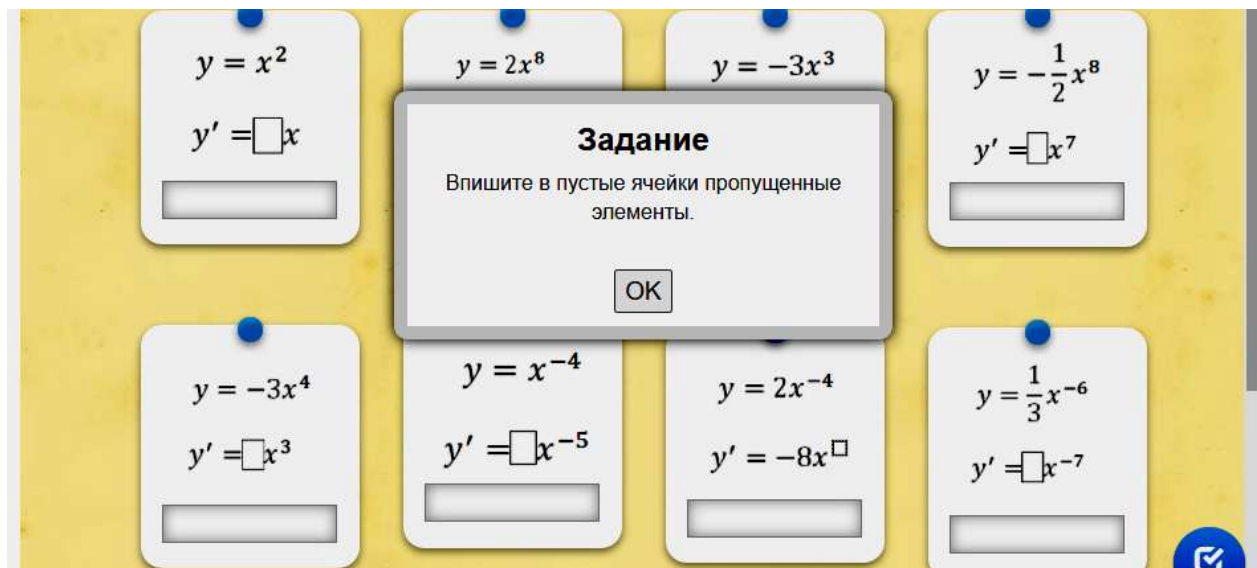 y = x²
y′ =□x
y = 2x⁸
y = −3x³
y = −1/2 x⁸
y′ =□x⁷
Задание
Впишите в пустые ячейки пропущенные
элементы.
OK
y = −3x⁴
y′ =□x³
y = x⁻⁴
y′ =□x⁻⁵
y = 2x⁻⁴
y′ = −8x^□
y = 1/3 x⁻⁶
y′ =□x⁻⁷